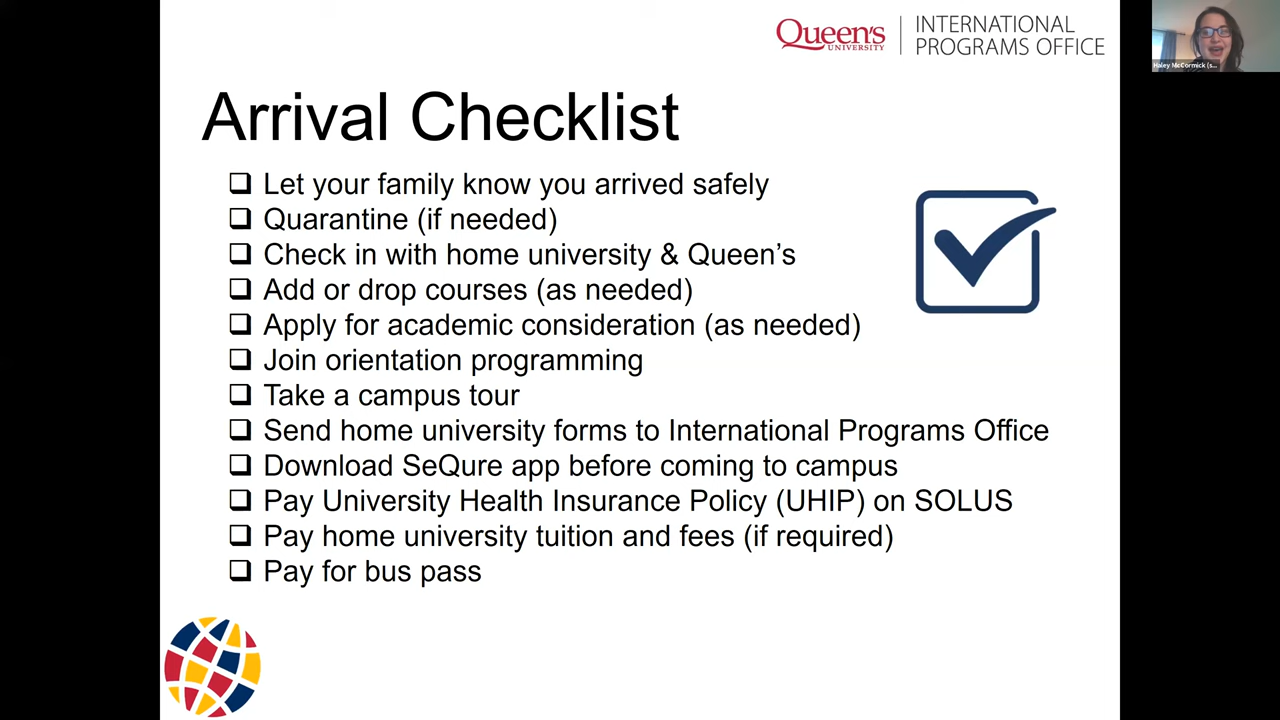 Queen's
UNIVERSITY
INTERNATIONAL
PROGRAMS OFFICE
Haley McCormick (s...
Arrival Checklist
Let your family know you arrived safely
Quarantine (if needed)
Check in with home university & Queen’s
Add or drop courses (as needed)
Apply for academic consideration (as needed)
Join orientation programming
Take a campus tour
Send home university forms to International Programs Office
Download SeQure app before coming to campus
Pay University Health Insurance Policy (UHIP) on SOLUS
Pay home university tuition and fees (if required)
Pay for bus pass